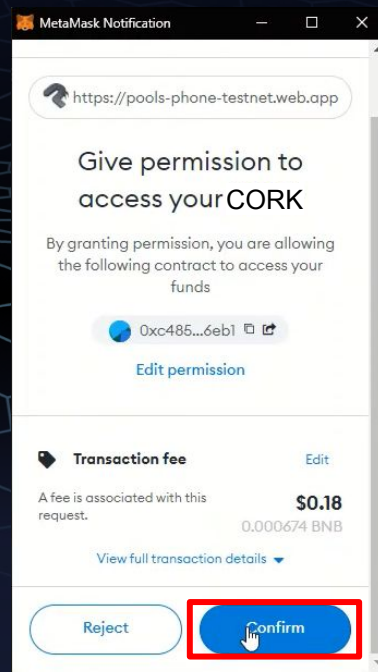 MetaMask Notification
https://pools-phone-testnet.web.app
Give permission to
access your CORK
By granting permission, you are allowing
the following contract to access your
funds
0xc485...6eb1
Edit permission
Transaction fee Edit
A fee is associated with this
request.
$0.18
0.000674 BNB
View full transaction details
Reject Confirm